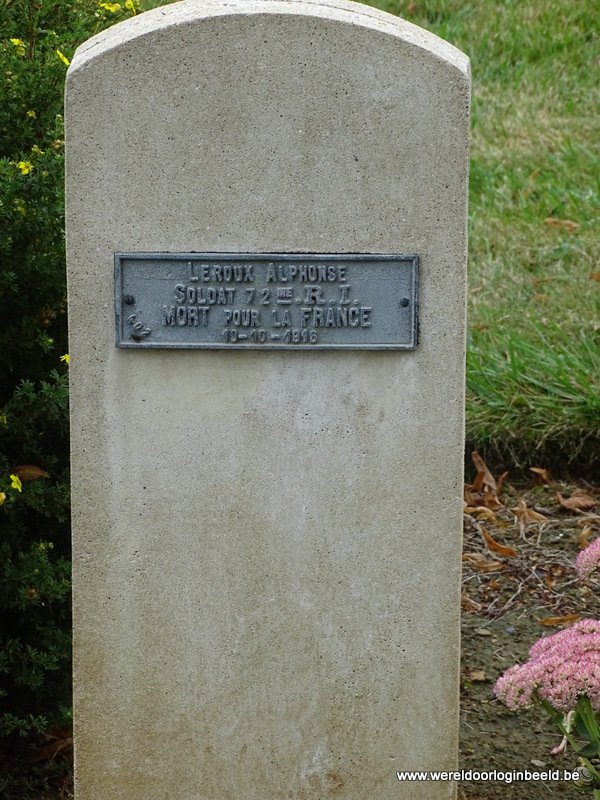 LEROUX ALPHONSE
SOLDAT 72ME. R. I.
MORT POUR LA FRANCE
10-10-1916
www.wereldoorloginbeeld.be